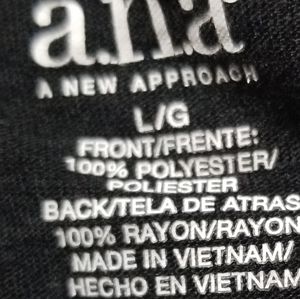 a.n.a
A NEW APPROACH
L/G
FRONT/FRENTE:
100% POLYESTER/
POLIESTER
BACK/TELA DE ATRAS
100% RAYON/RAYON
MADE IN VIETNAM/
HECHO EN VIETNAM